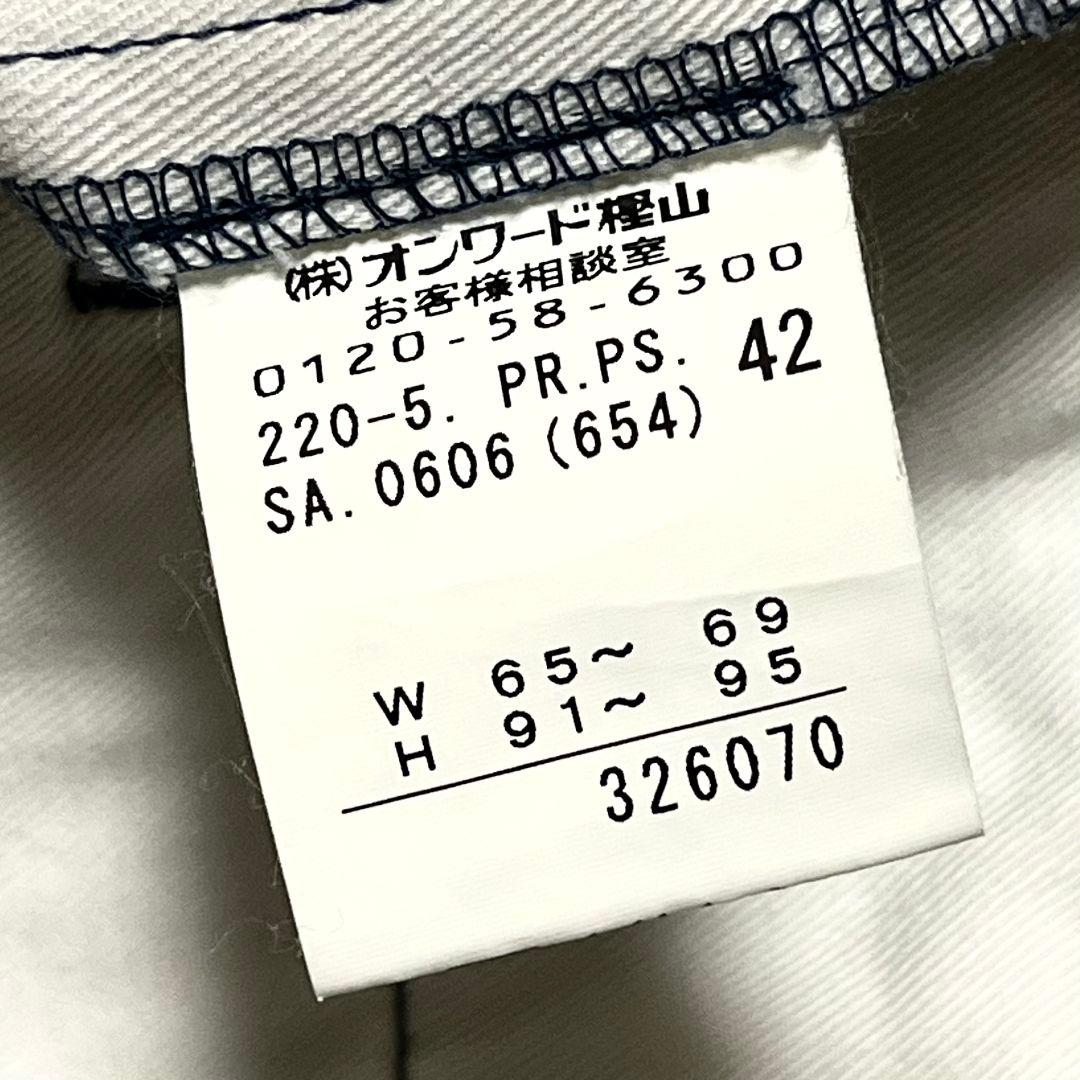 (株)オンワード樫山
お客様相談室
0120-58-6300
220-5. PR.PS. 42
SA. 0606 (654)
W 65~ 69
H 91~ 95
326070